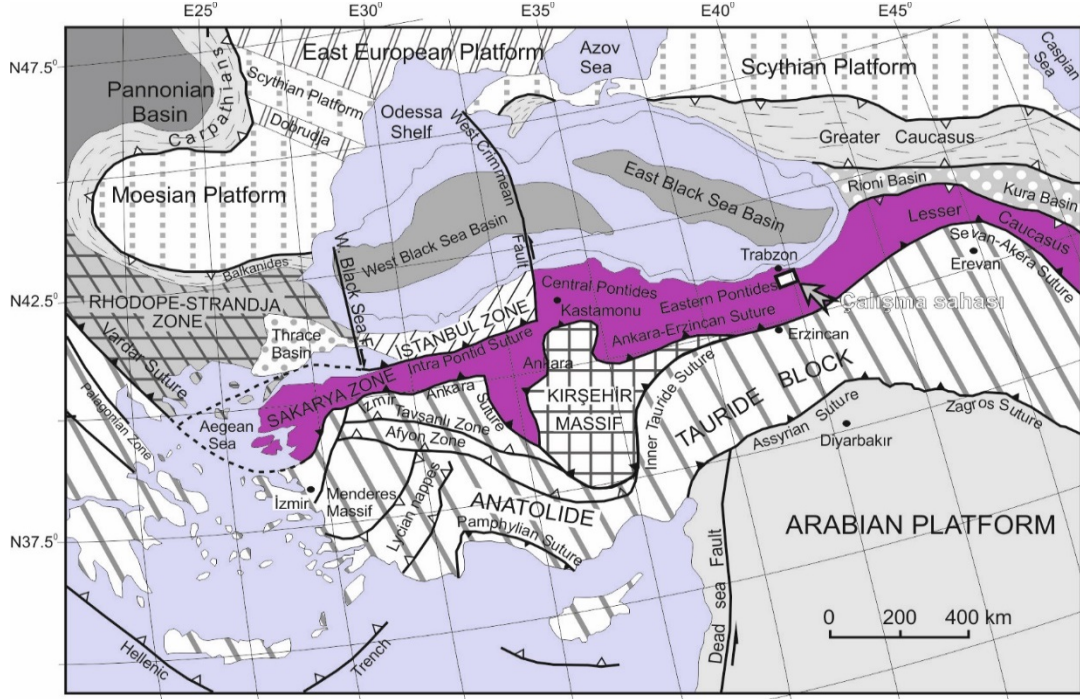 E25°
E30°
E35°
E40°
E45°
N47.5°
N42.5°
N37.5°
East European Platform
Azov
Sea
Scythian Platform
Caspian
Sea
Pannonian
Basin
Carpathians
Scythian Platform
Dobrudja
Odessa
Shelf
West Crimmean
Fault
Greater Caucasus
Moesian Platform
East Black Sea Basin
Rioni Basin
Kura Basin
Lesser
Caucasus
West Black Sea Basin
W. Black Sea F.
Balkanides
RHODOPE-STRANDJA
ZONE
Thrace
Basin
İSTANBUL ZONE
Central Pontides
Kastamonu
Eastern Pontides
Trabzon
Sevan-Akera Suture
Erevan
Çalışma sahası
Vardar Suture
Intra Pontid Suture
Ankara-Erzincan Suture
Erzincan
Palagonian Zone
Aegean
Sea
SAKARYA ZONE
İzmir
Ankara
Suture
Ankara
KIRŞEHİR
MASSIF
Tavsanlı Zone
Afyon Zone
Inner Tauride Suture
TAURIDE BLOCK
Assyrian Suture
Zagros Suture
Diyarbakır
İzmir
Menderes
Massif
Lycian nappes
ANATOLIDE
Pamphylian Suture
ARABIAN PLATFORM
Dead sea Fault
0 200 400 km
Hellenic
Trench